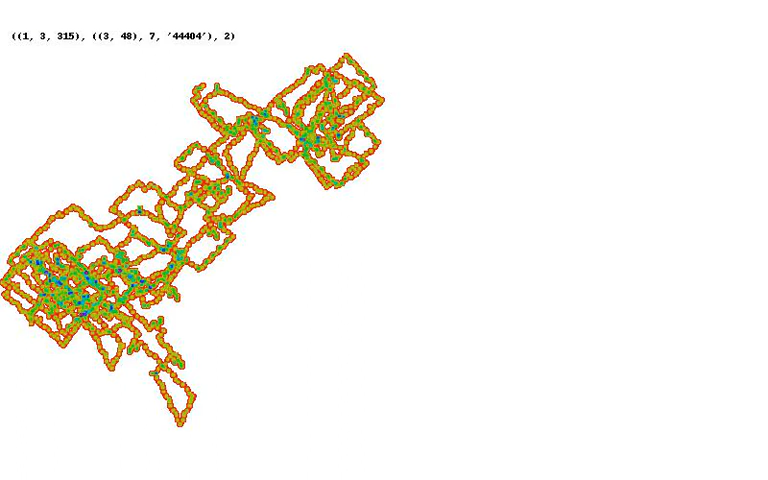 ((1, 3, 315), ((3, 48), 7, '44404'), 2)